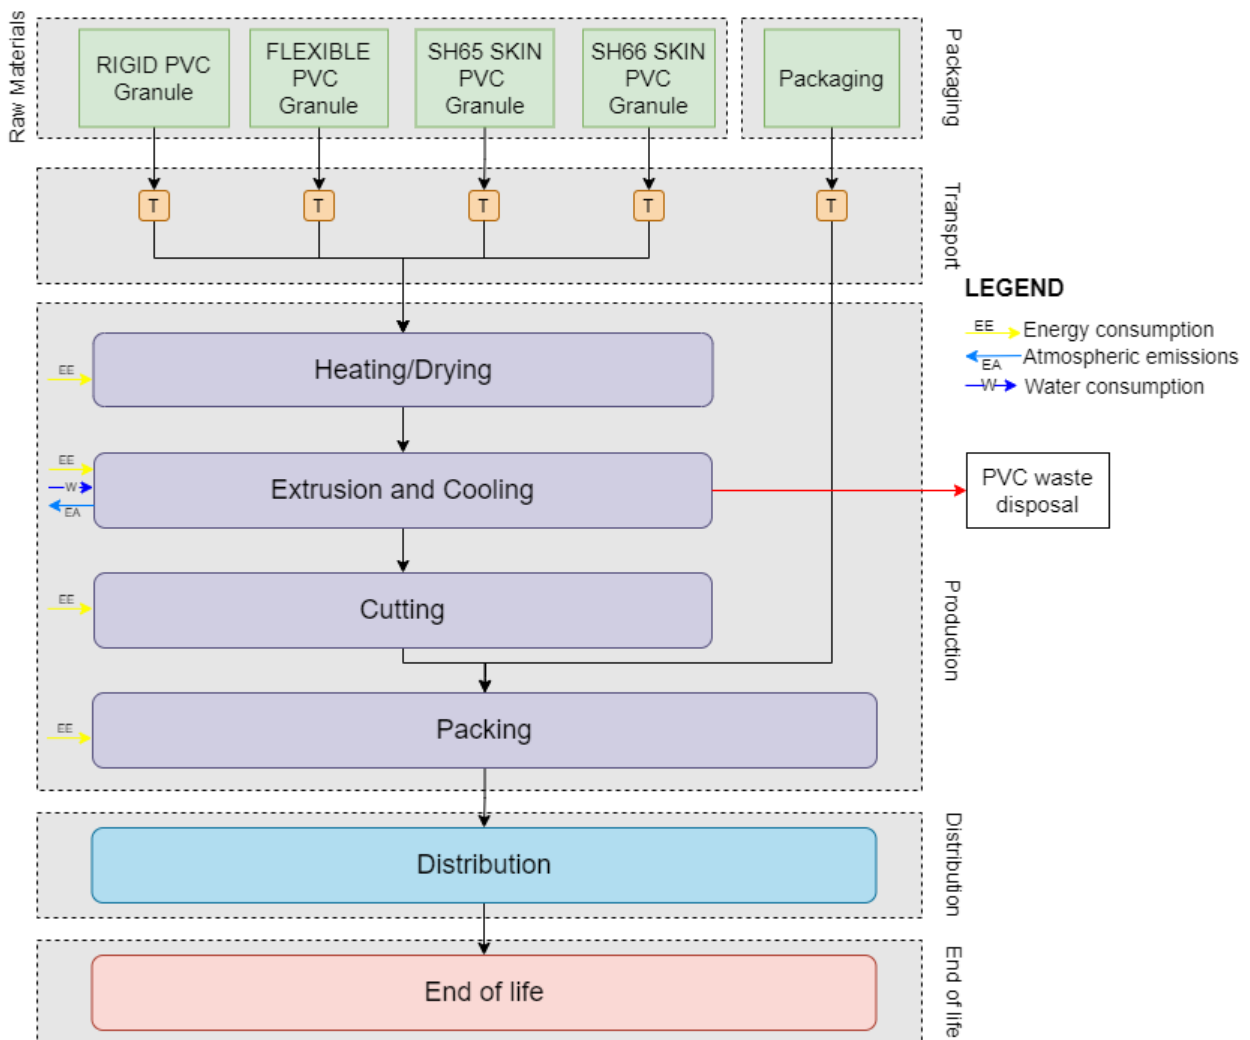 Raw Materials
RIGID PVC
Granule
FLEXIBLE
PVC
Granule
SH65 SKIN
PVC
Granule
SH66 SKIN
PVC
Granule
Packaging
Packaging
T
T
T
T
T
Transport
LEGEND
EE
Energy consumption
EA
Atmospheric emissions
W
Water consumption
EE
Heating/Drying
EE
W
EA
Extrusion and Cooling
PVC waste
disposal
EE
Cutting
Production
EE
Packing
Distribution
Distribution
End of life
End of life